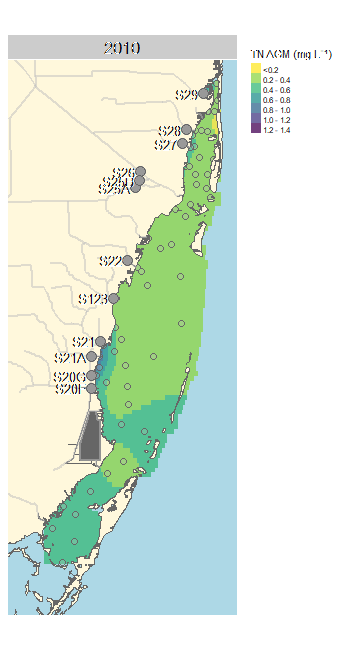 2010
TN AGM (mg L⁻¹)
<0.2
0.2 - 0.4
0.4 - 0.6
0.6 - 0.8
0.8 - 1.0
1.0 - 1.2
1.2 - 1.4
S29
S28
S27
S26
S25A
S22
S123
S21
S21A
S20G
S20F